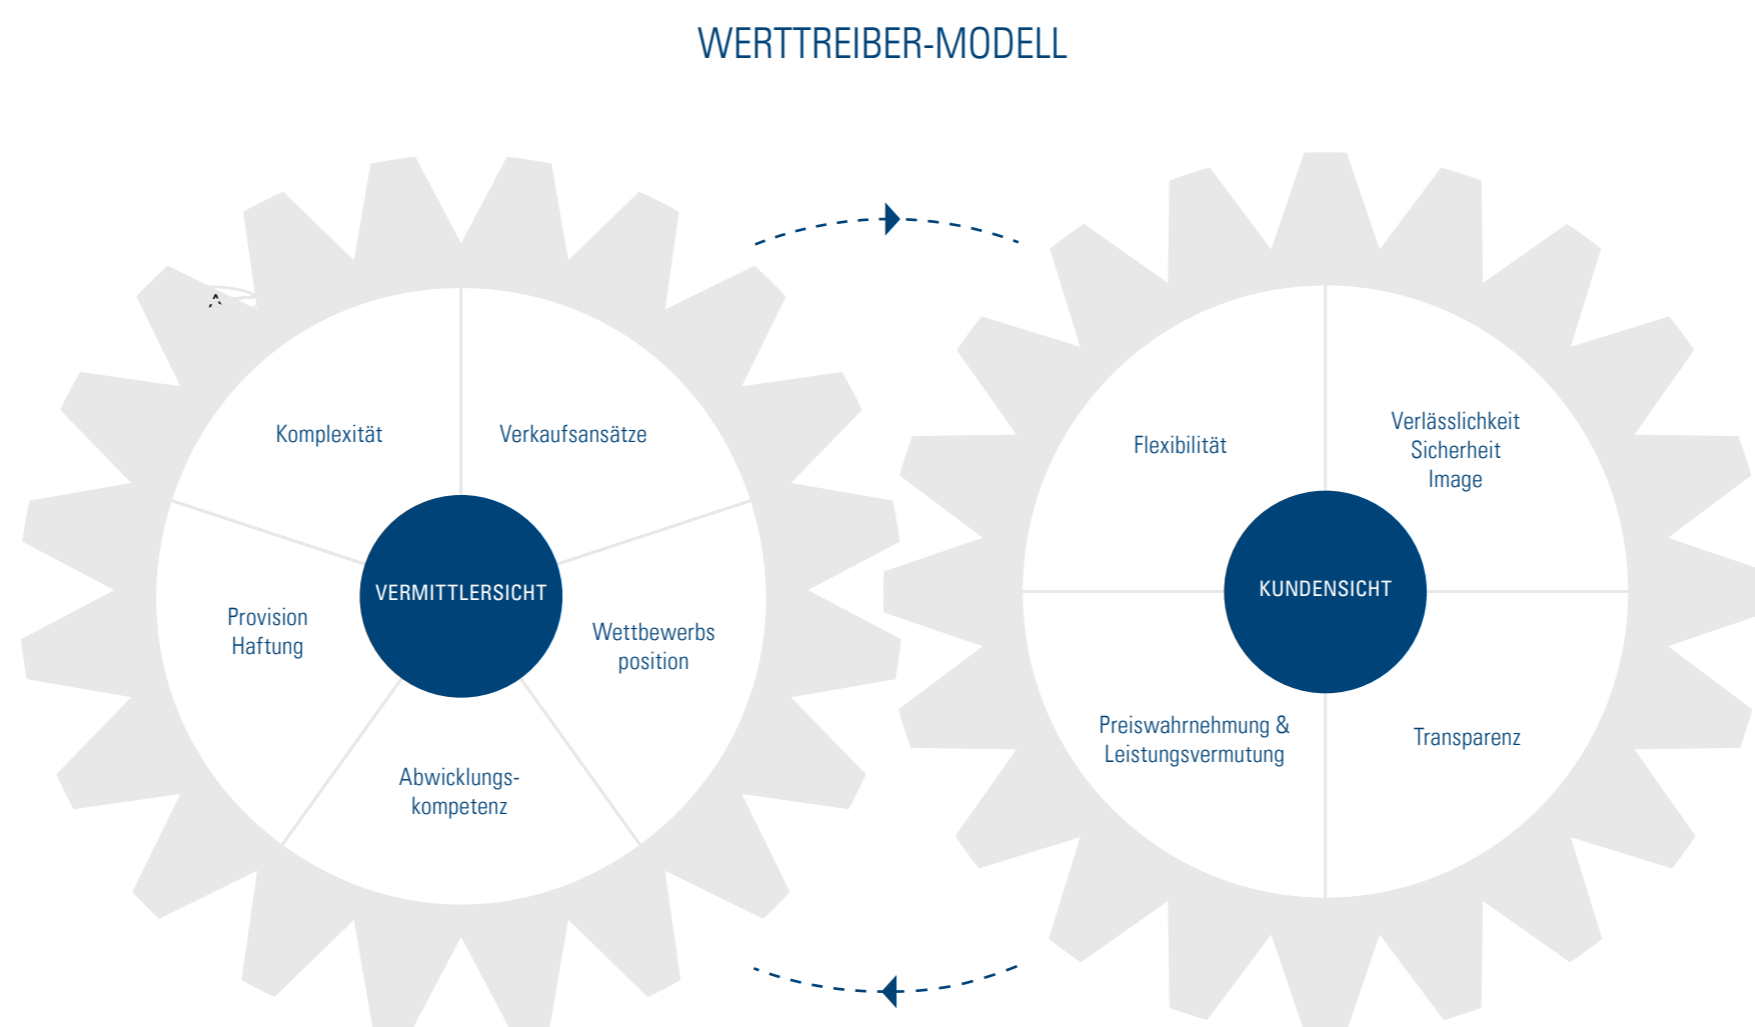 WERTTREIBER-MODELL
Komplexität
Verkaufsansätze
VERMITTLERSICHT
Provision
Haftung
Wettbewerbs
position
Abwicklungs-
kompetenz
Flexibilität
Verlässlichkeit
Sicherheit
Image
KUNDENSICHT
Preiswahrnehmung &
Leistungsvermutung
Transparenz